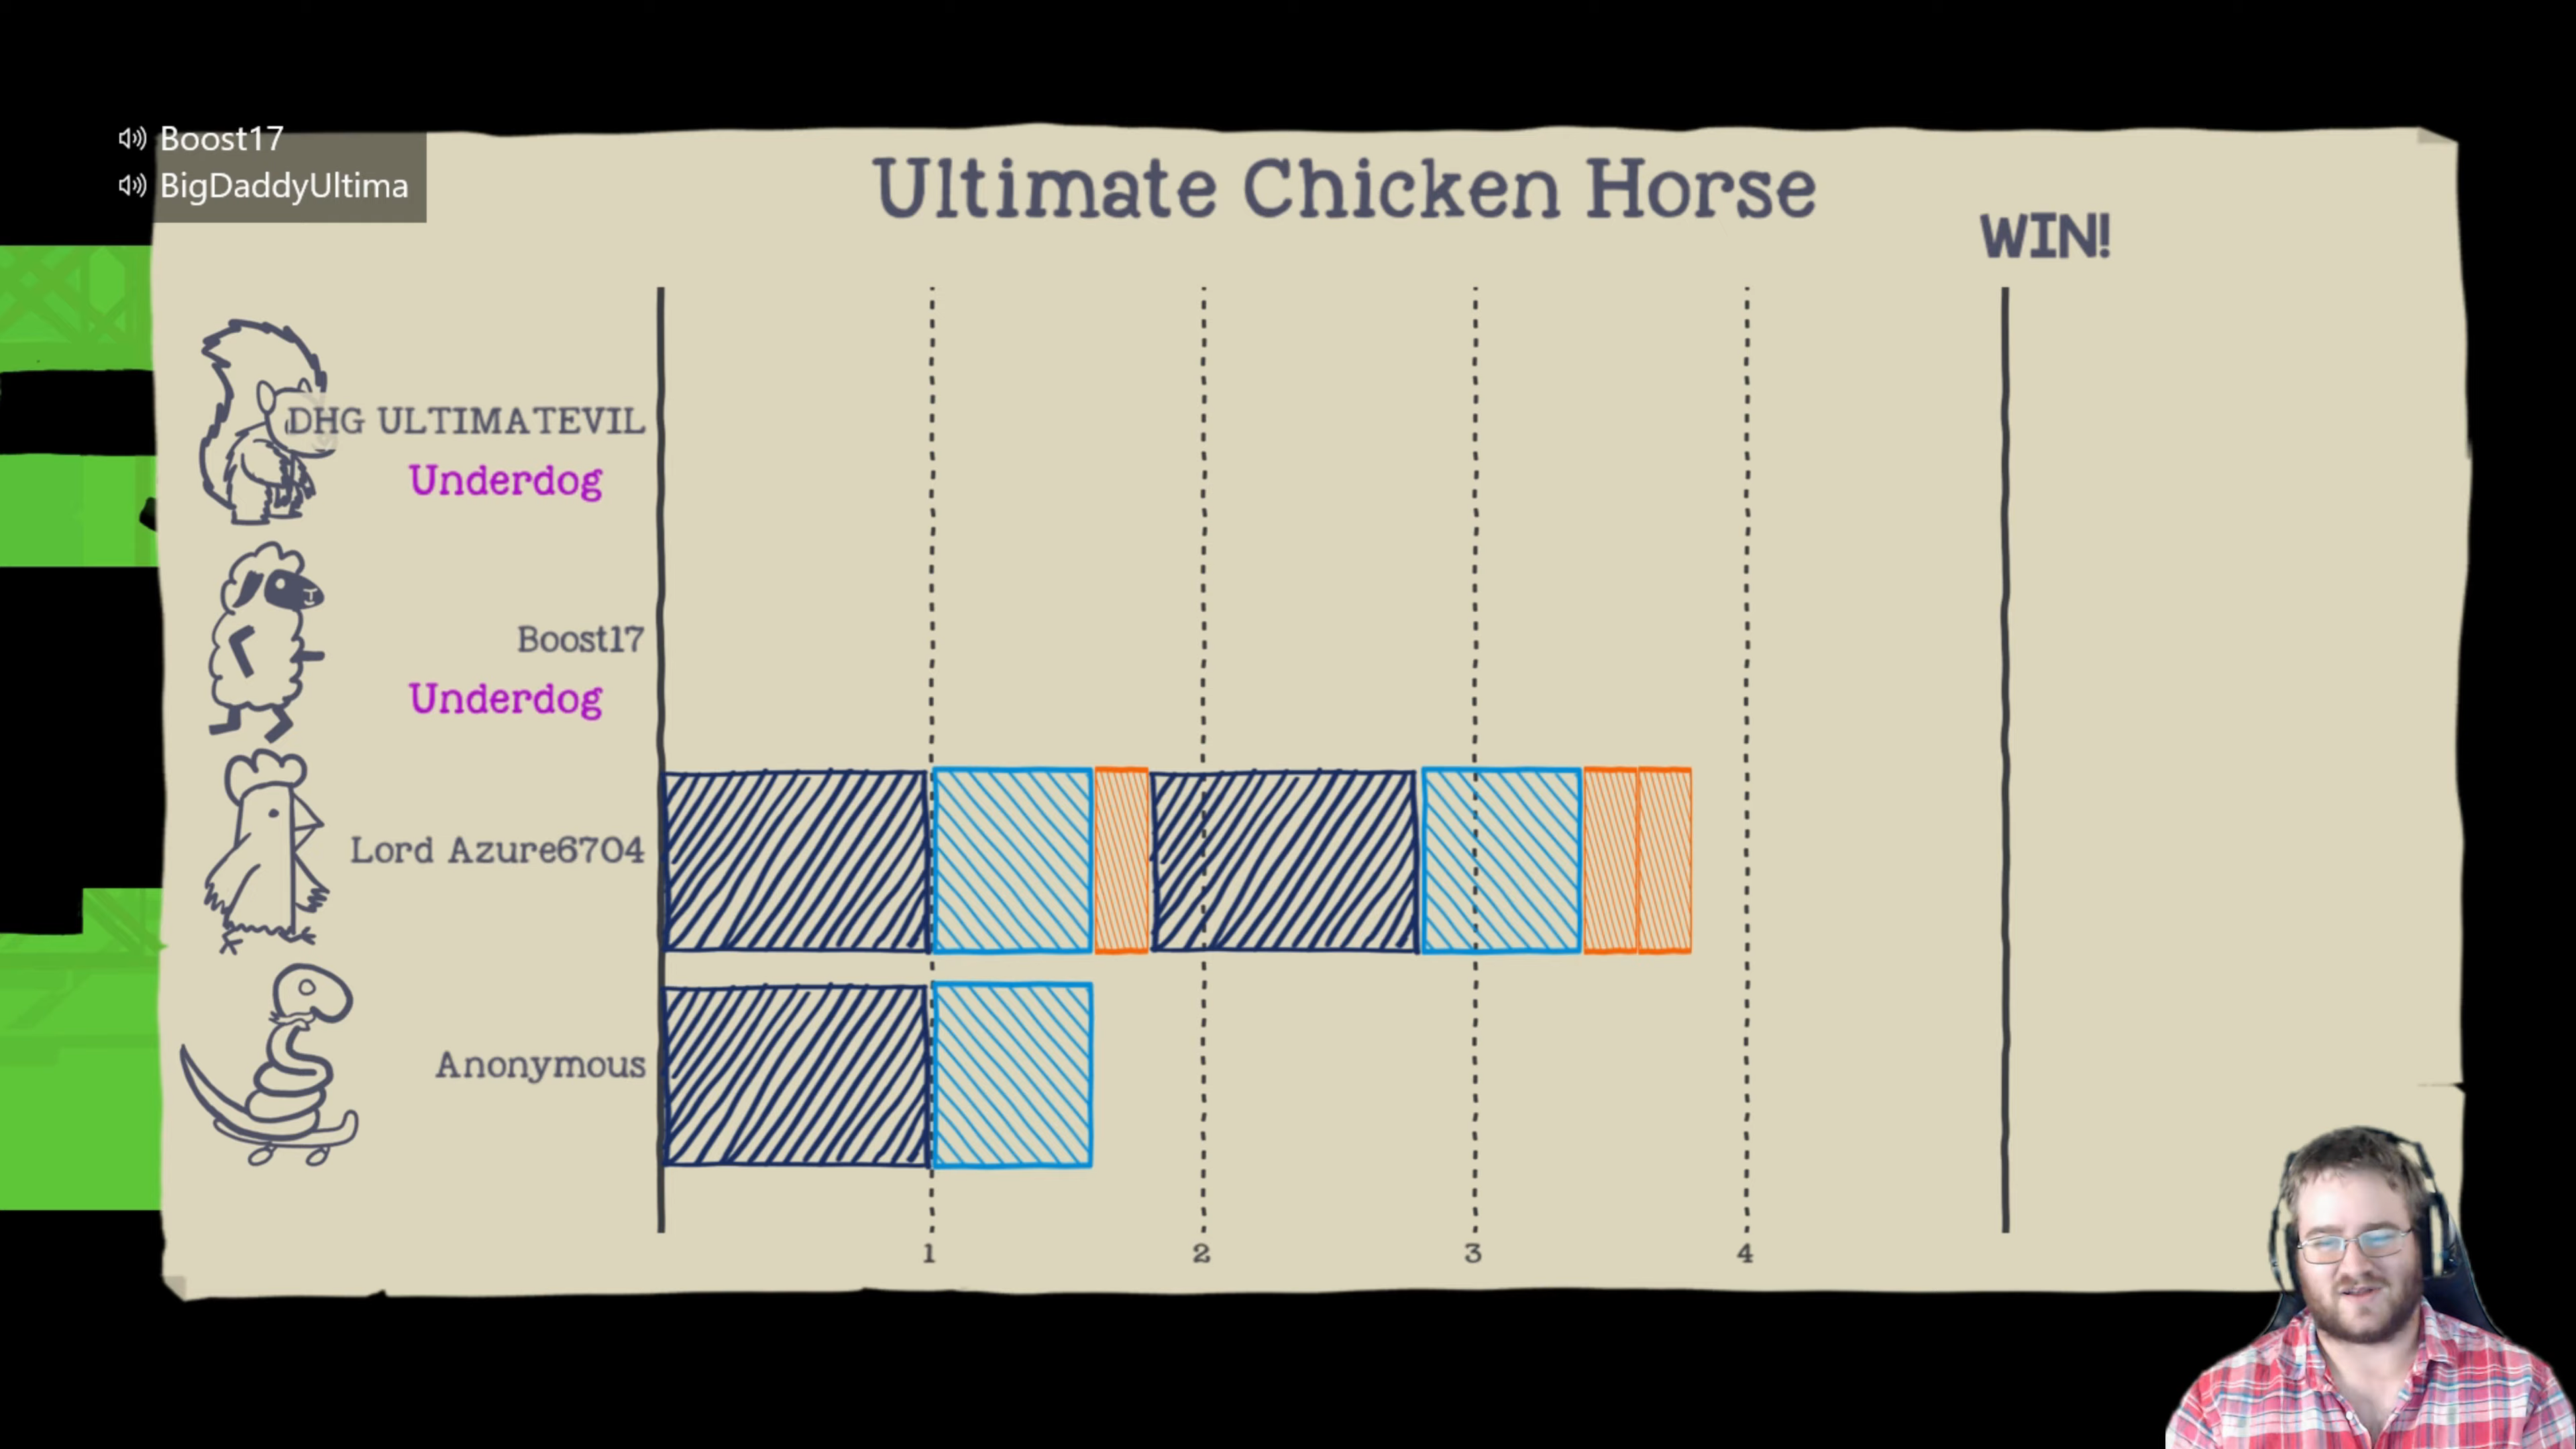 Boost17
BigDaddyUltima
Ultimate Chicken Horse
WIN!
DHG ULTIMATEVIL
Underdog
Boost17
Underdog
Lord Azure6704
Anonymous
1 2 3 4